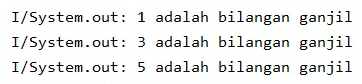 I/System.out: 1 adalah bilangan ganjil
I/System.out: 3 adalah bilangan ganjil
I/System.out: 5 adalah bilangan ganjil